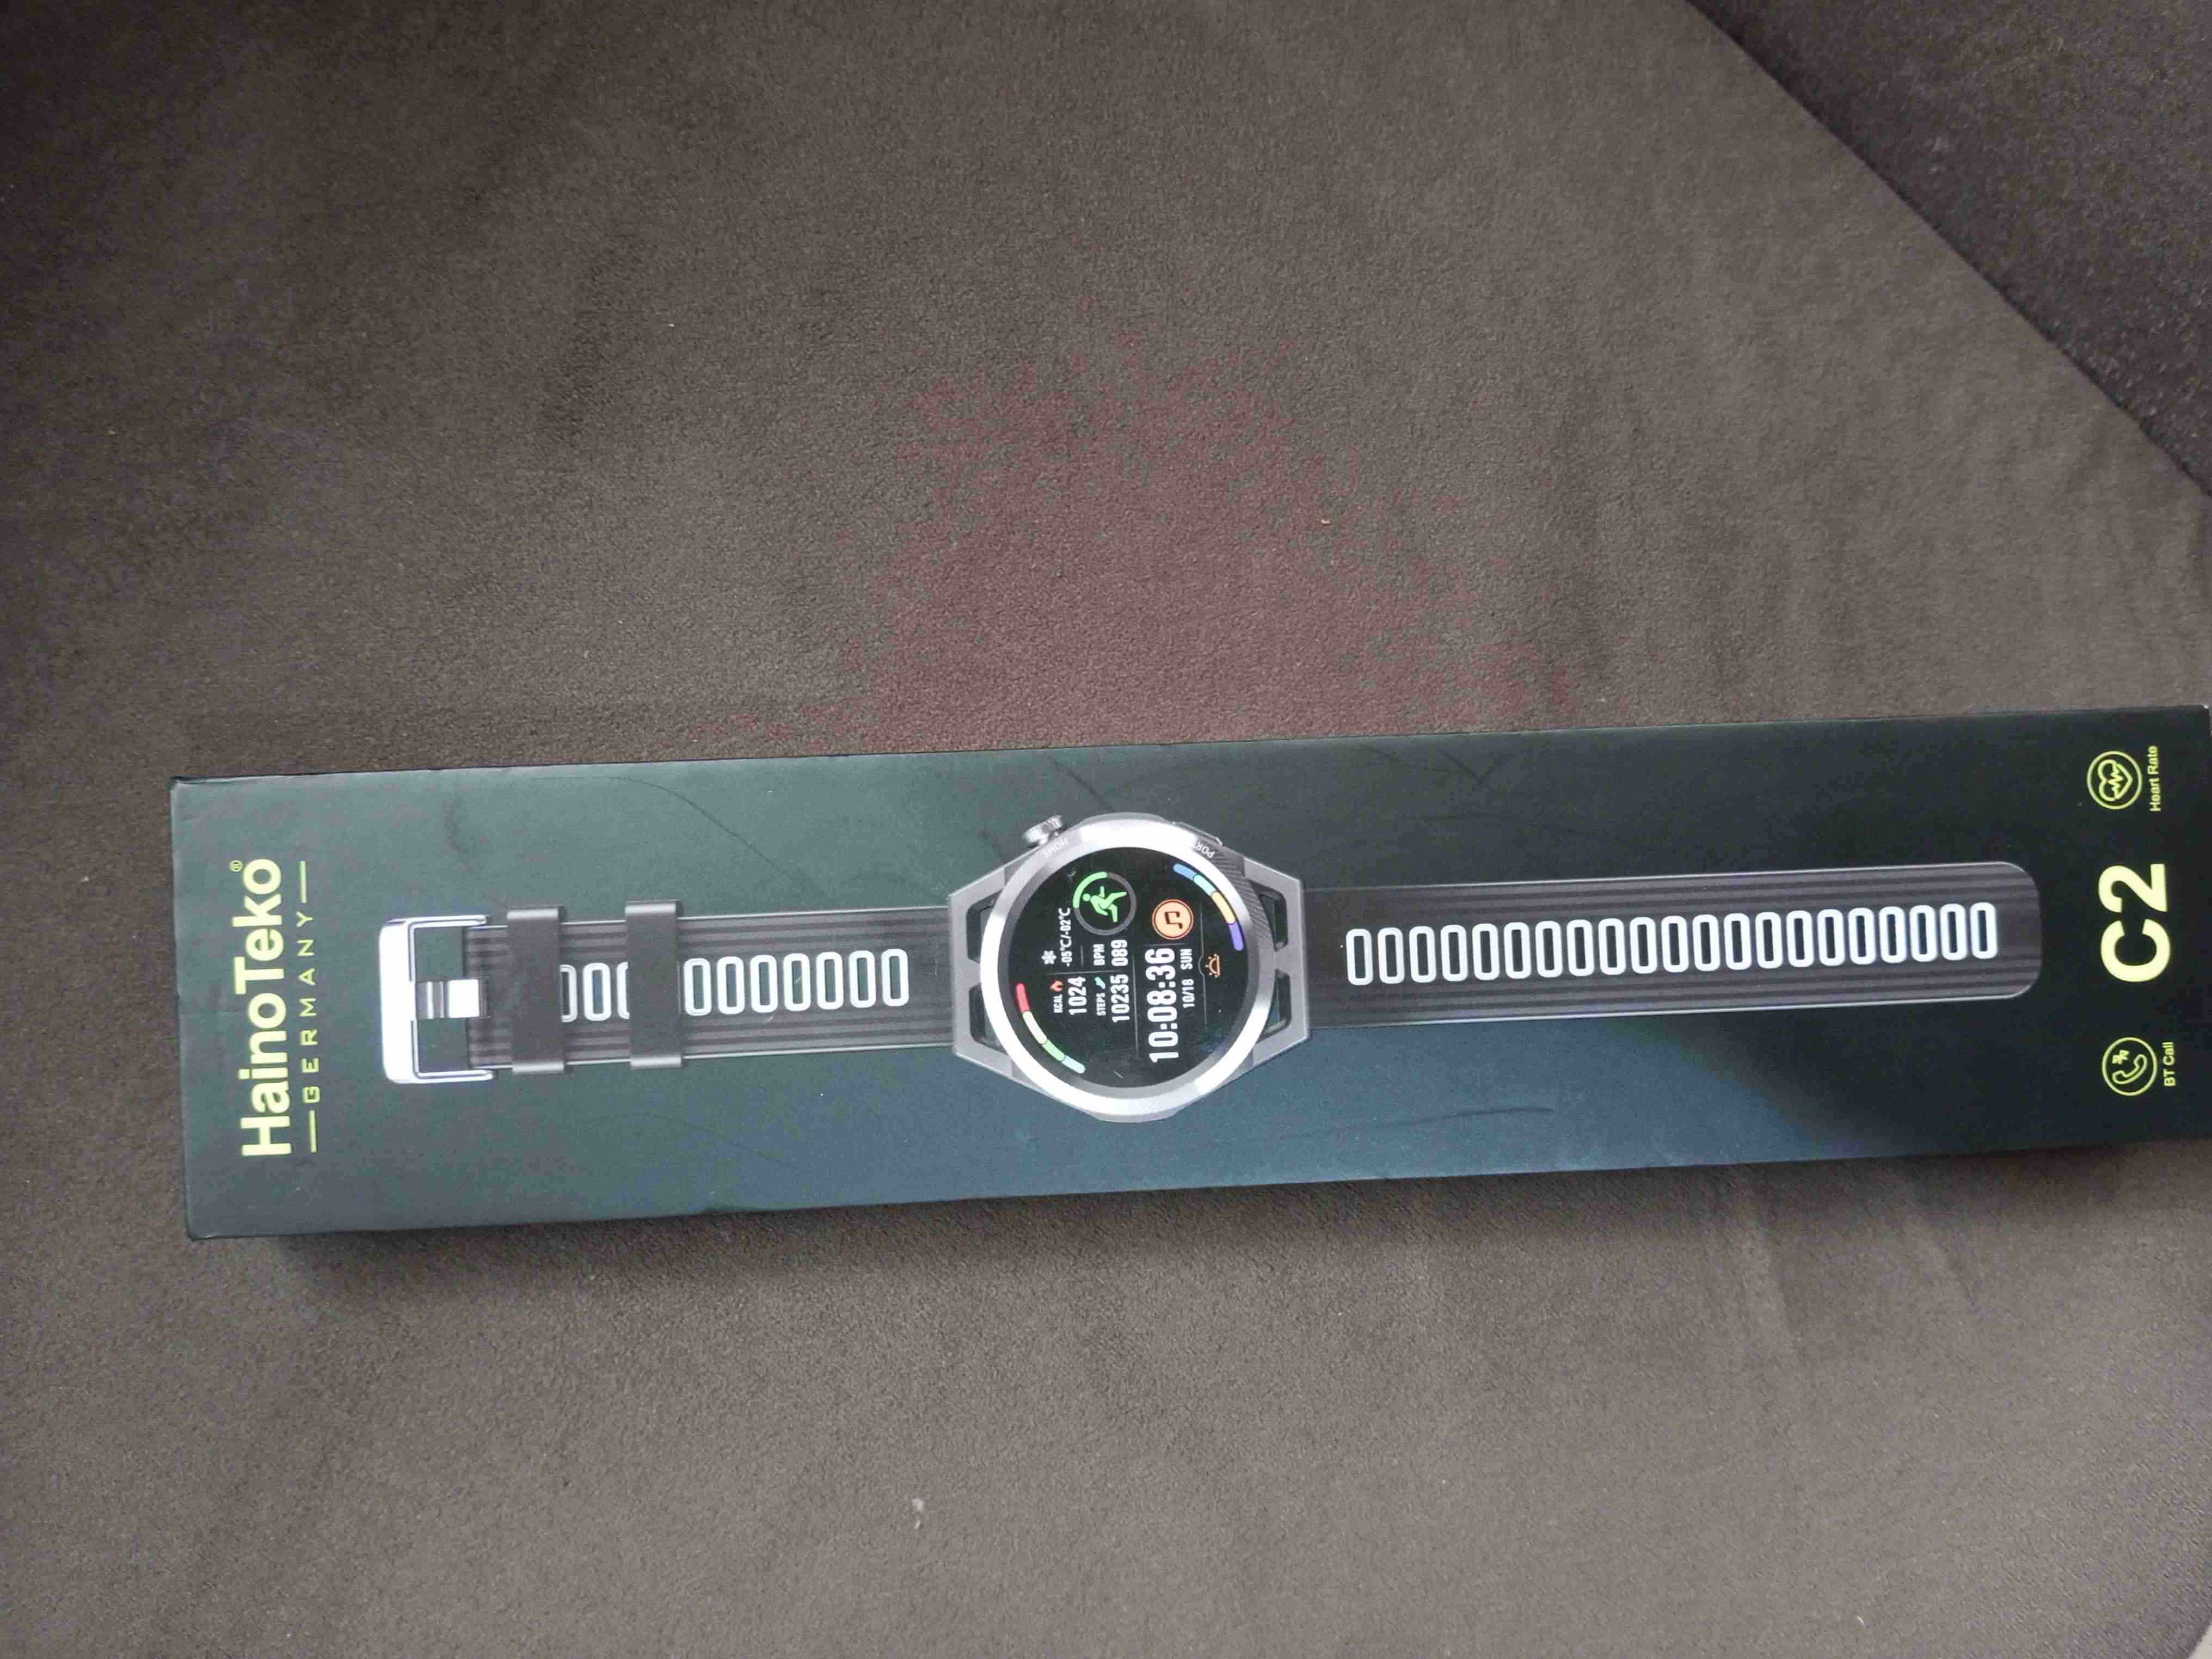 HainoTeko®
GERMANY
KCAL
1024
-05°C/-02°C
STEPS
10235
BPM
089
10:08:36
10/18 SUN
BT Call
C2
Heart Rate